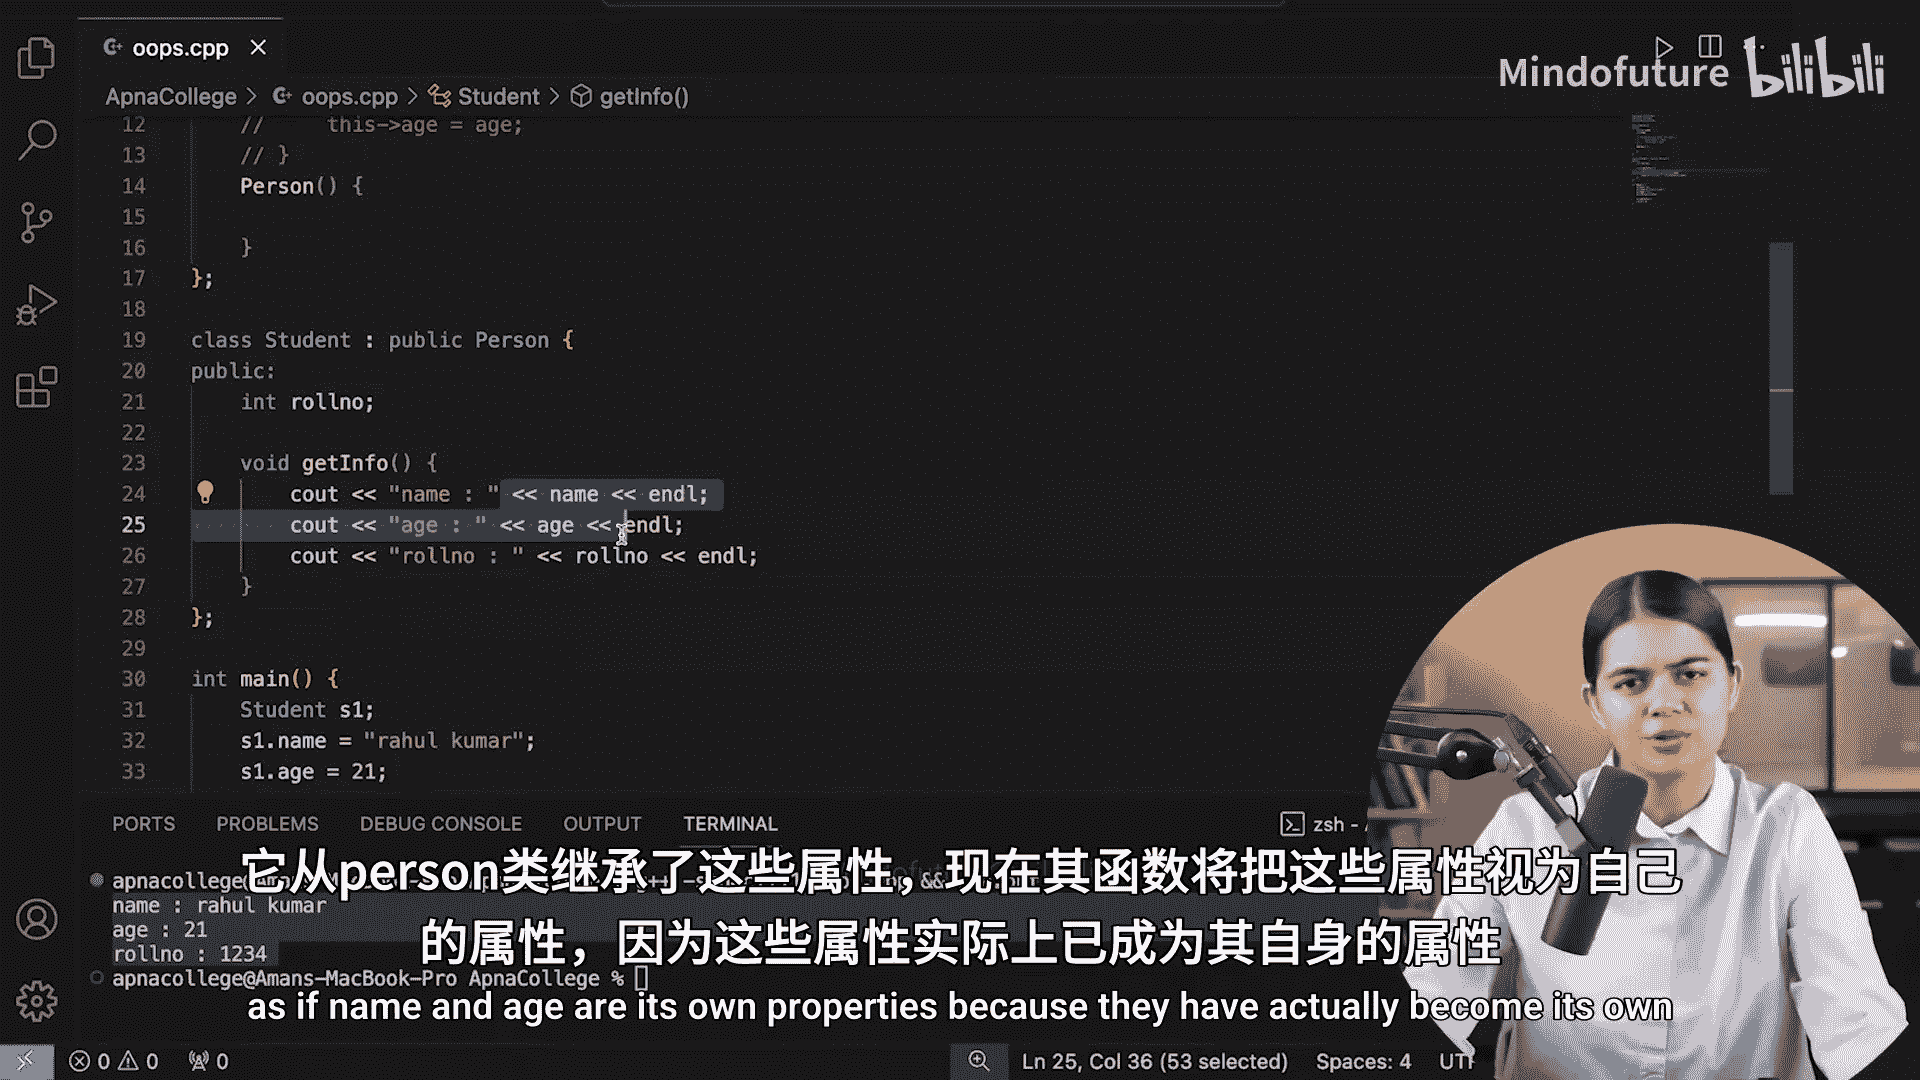 oops.cpp
Mindofuture bilibili
ApnaCollege > oops.cpp > Student > getInfo()
12 // this->age = age;
13 // }
14 Person() {
15
16 }
17 };
18
19 class Student : public Person {
20 public:
21 int rollno;
22
23 void getInfo() {
24 cout << "name : " << name << endl;
25 cout << "age : " << age << endl;
26 cout << "rollno : " << rollno << endl;
27 }
28 };
29
30 int main() {
31 Student s1;
32 s1.name = "rahul kumar";
33 s1.age = 21;
PORTS PROBLEMS DEBUG CONSOLE OUTPUT TERMINAL
zsh -
它从person类继承了这些属性，现在其函数将把这些属性视为自己
的属性，因为这些属性实际上已成为其自身的属性
name : rahul kumar
age : 21
rollno : 1234
apnacollege@Amans-MacBook-Pro ApnaCollege %
as if name and age are its own properties because they have actually become its own
0 0 0
Ln 25, Col 36 (53 selected) Spaces: 4